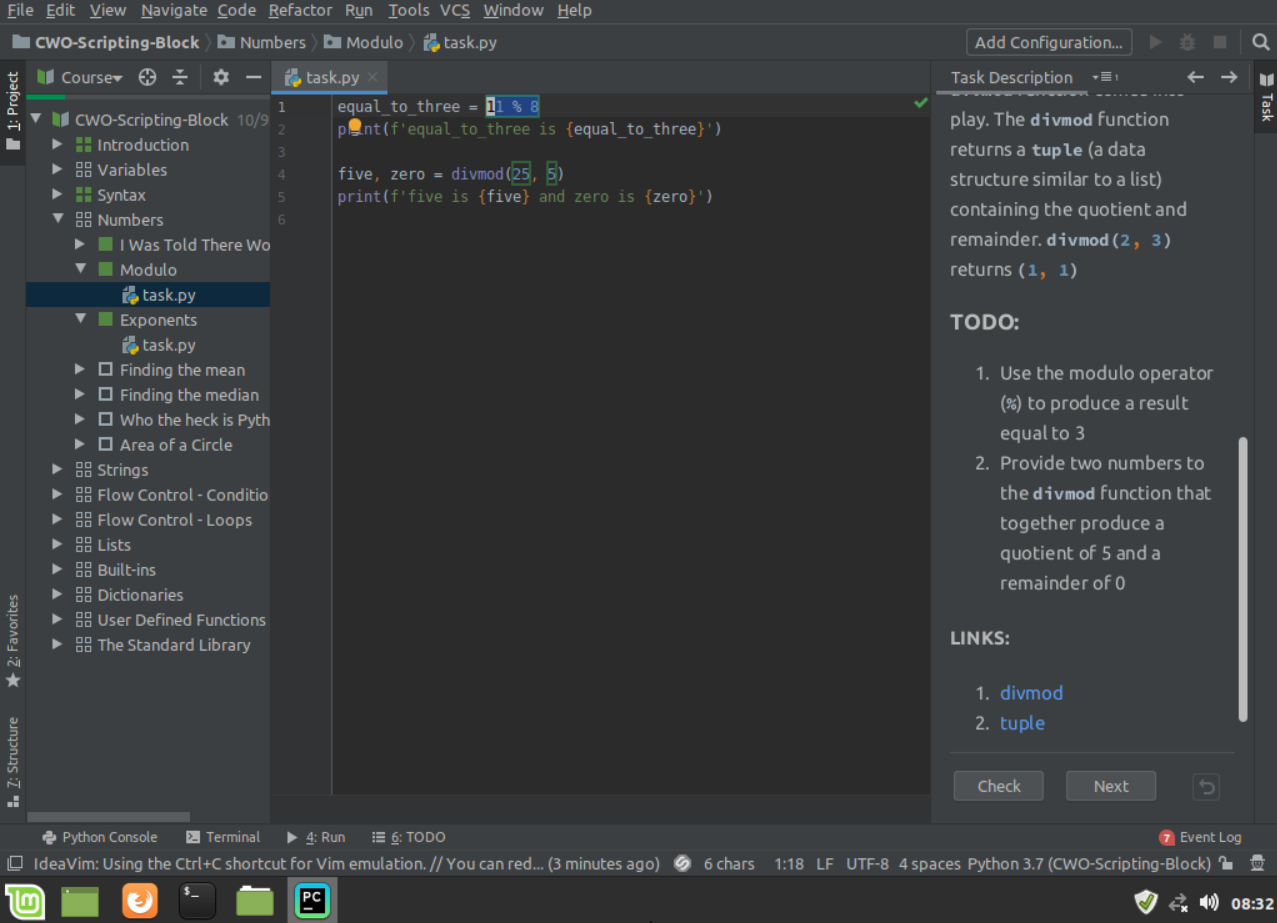 File Edit View Navigate Code Refactor Run Tools VCS Window Help
CWO-Scripting-Block Numbers Modulo task.py Add Configuration...
1: Project
2: Favorites
7: Structure
Course
CWO-Scripting-Block 10/9
Introduction
Variables
Syntax
Numbers
I Was Told There Wo
Modulo
task.py
Exponents
task.py
Finding the mean
Finding the median
Who the heck is Pyth
Area of a Circle
Strings
Flow Control - Conditio
Flow Control - Loops
Lists
Built-ins
Dictionaries
User Defined Functions
The Standard Library
task.py
1 equal_to_three = 11 % 8
2 print(f'equal_to_three is {equal_to_three}')
3
4 five, zero = divmod(25, 5)
5 print(f'five is {five} and zero is {zero}')
6
Task Description 1
Task
play. The divmod function
returns a tuple (a data
structure similar to a list)
containing the quotient and
remainder. divmod(2, 3)
returns (1, 1)
TODO:
1. Use the modulo operator
(%) to produce a result
equal to 3
2. Provide two numbers to
the divmod function that
together produce a
quotient of 5 and a
remainder of 0
LINKS:
1. divmod
2. tuple
Check Next
Python Console Terminal 4: Run 6: TODO 7 Event Log
IdeaVim: Using the Ctrl+C shortcut for Vim emulation. // You can red... (3 minutes ago) 6 chars 1:18 LF UTF-8 4 spaces Python 3.7 (CWO-Scripting-Block)
PC
08:32